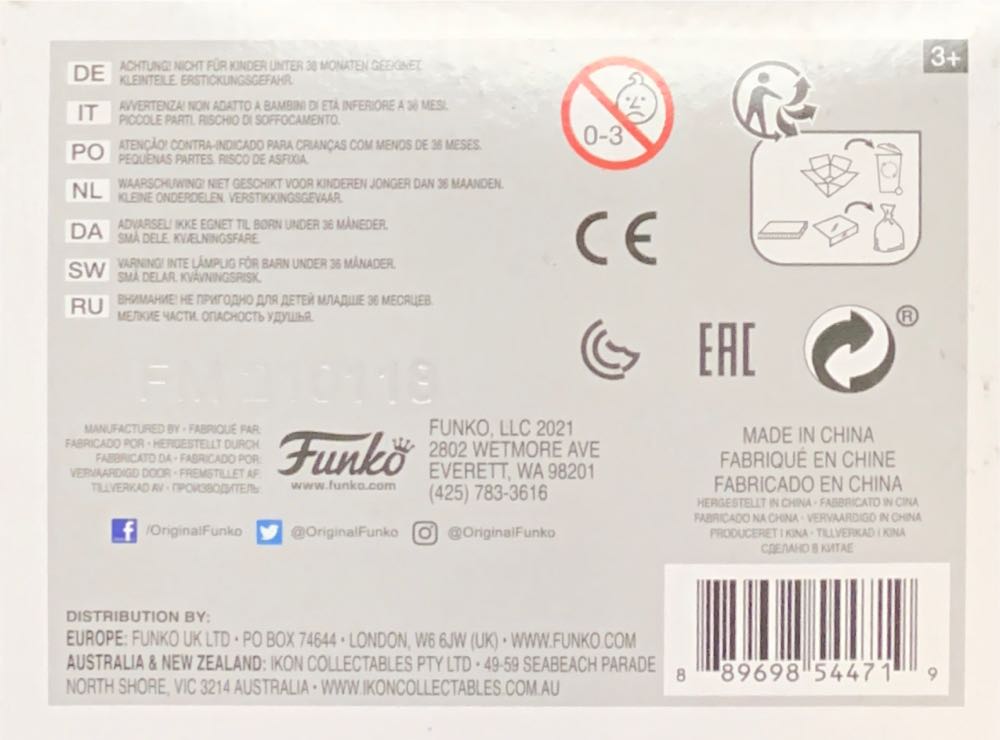 3+
DE ACHTUNG! NICHT FÜR KINDER UNTER 36 MONATEN GEEIGNET.
KLEINTEILE. ERSTICKUNGSGEFAHR.
IT AVVERTENZA! NON ADATTO A BAMBINI DI ETÀ INFERIORE A 36 MESI.
PICCOLE PARTI. RISCHIO DI SOFFOCAMENTO.
PO ATENÇÃO! CONTRA-INDICADO PARA CRIANÇAS COM MENOS DE 36 MESES.
PEQUENAS PARTES. RISCO DE ASFIXIA.
NL WAARSCHUWING! NIET GESCHIKT VOOR KINDEREN JONGER DAN 36 MAANDEN.
KLEINE ONDERDELEN. VERSTIKKINGSGEVAAR.
DA ADVARSEL! IKKE EGNET TIL BØRN UNDER 36 MÅNEDER.
SMÅ DELE. KVÆLNINGSFARE.
SW VARNING! INTE LÄMPLIG FÖR BARN UNDER 36 MÅNADER.
SMÅ DELAR. KVÄVNINGSRISK.
RU ВНИМАНИЕ! НЕ ПРИГОДНО ДЛЯ ДЕТЕЙ МЛАДШЕ 36 МЕСЯЦЕВ.
МЕЛКИЕ ЧАСТИ. ОПАСНОСТЬ УДУШЬЯ.
0-3
CE
EAC
®
MANUFACTURED BY • FABRIQUÉ PAR:
FABRICADO POR • HERGESTELLT DURCH
FABBRICATO DA • FABRICADO POR:
VERVAARDIGD DOOR • FREMSTILLET AF:
TILLVERKAD AV • ПРОИЗВОДИТЕЛЬ:
Funko
www.funko.com
FUNKO, LLC 2021
2802 WETMORE AVE
EVERETT, WA 98201
(425) 783-3616
/OriginalFunko @OriginalFunko @OriginalFunko
MADE IN CHINA
FABRIQUÉ EN CHINE
FABRICADO EN CHINA
HERGESTELLT IN CHINA • FABBRICATO IN CINA
FABRICADO NA CHINA • VERVAARDIGD IN CHINA
PRODUCERET I KINA • TILLVERKAD I KINA
СДЕЛАНО В КИТАЕ
DISTRIBUTION BY:
EUROPE: FUNKO UK LTD • PO BOX 74644 • LONDON, W6 6JW (UK) • WWW.FUNKO.COM
AUSTRALIA & NEW ZEALAND: IKON COLLECTABLES PTY LTD • 49-59 SEABEACH PARADE
NORTH SHORE, VIC 3214 AUSTRALIA • WWW.IKONCOLLECTABLES.COM.AU
8 89698 54471 9